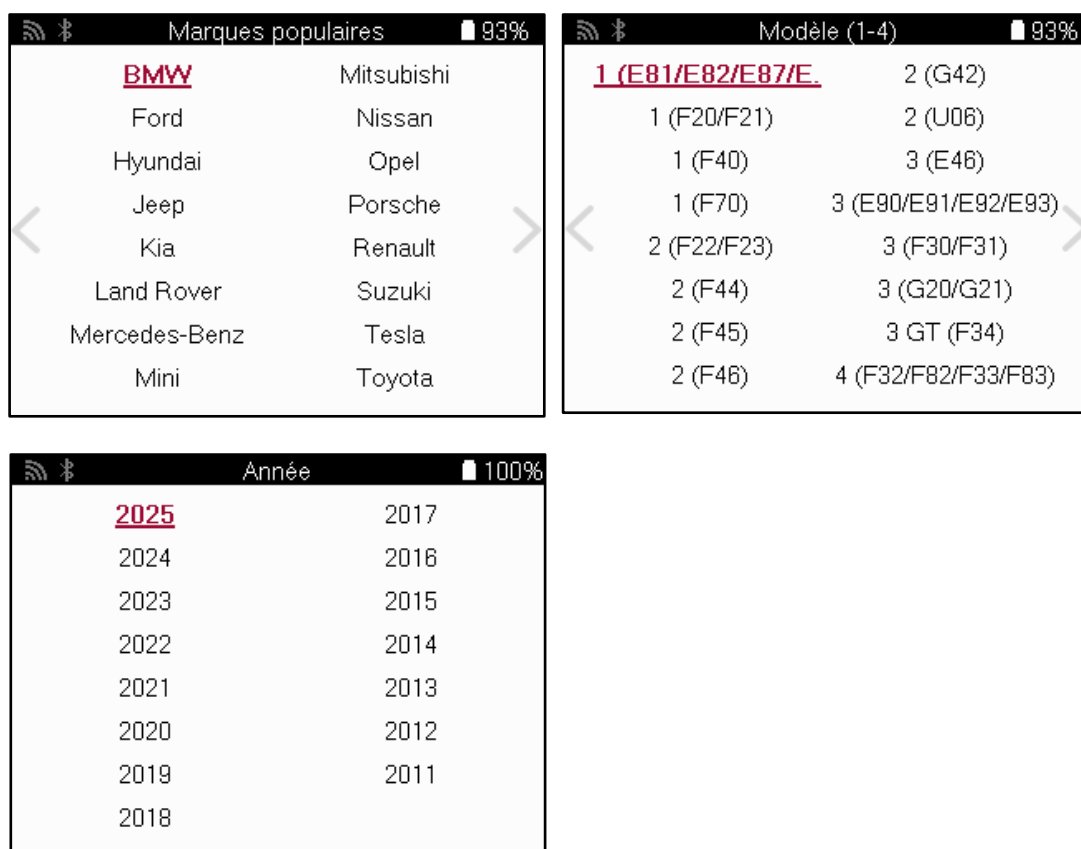 Marques populaires 93%
BMW Mitsubishi
Ford Nissan
Hyundai Opel
Jeep Porsche
Kia Renault
Land Rover Suzuki
Mercedes-Benz Tesla
Mini Toyota
Modèle (1-4) 93%
1 (E81/E82/E87/E. 2 (G42)
1 (F20/F21) 2 (U06)
1 (F40) 3 (E46)
1 (F70) 3 (E90/E91/E92/E93)
2 (F22/F23) 3 (F30/F31)
2 (F44) 3 (G20/G21)
2 (F45) 3 GT (F34)
2 (F46) 4 (F32/F82/F33/F83)
Année 100%
2025 2017
2024 2016
2023 2015
2022 2014
2021 2013
2020 2012
2019 2011
2018